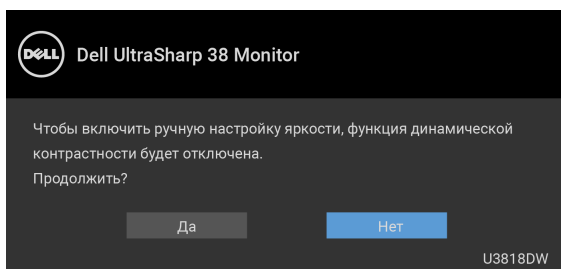 DELL
Dell UltraSharp 38 Monitor
Чтобы включить ручную настройку яркости, функция динамической
контрастности будет отключена.
Продолжить?
Да
Нет
U3818DW